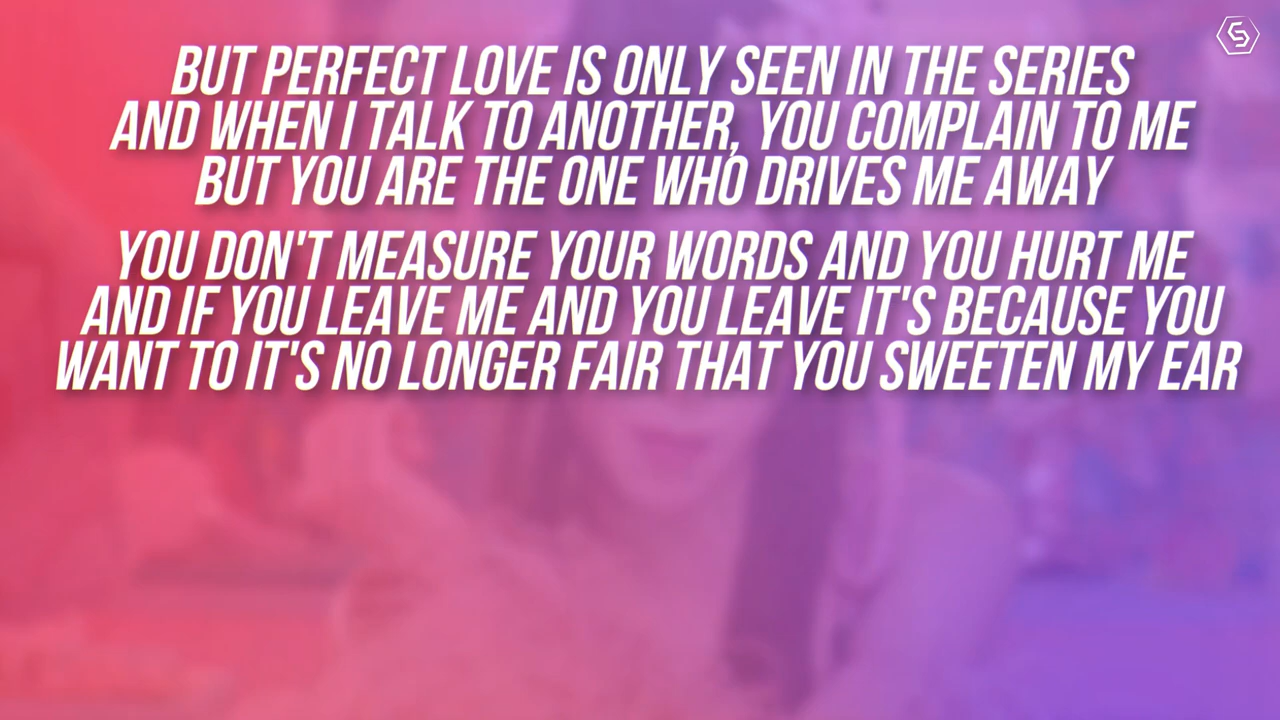 BUT PERFECT LOVE IS ONLY SEEN IN THE SERIES
AND WHEN I TALK TO ANOTHER, YOU COMPLAIN TO ME
BUT YOU ARE THE ONE WHO DRIVES ME AWAY
YOU DON'T MEASURE YOUR WORDS AND YOU HURT ME
AND IF YOU LEAVE ME AND YOU LEAVE IT'S BECAUSE YOU
WANT TO IT'S NO LONGER FAIR THAT YOU SWEETEN MY EAR